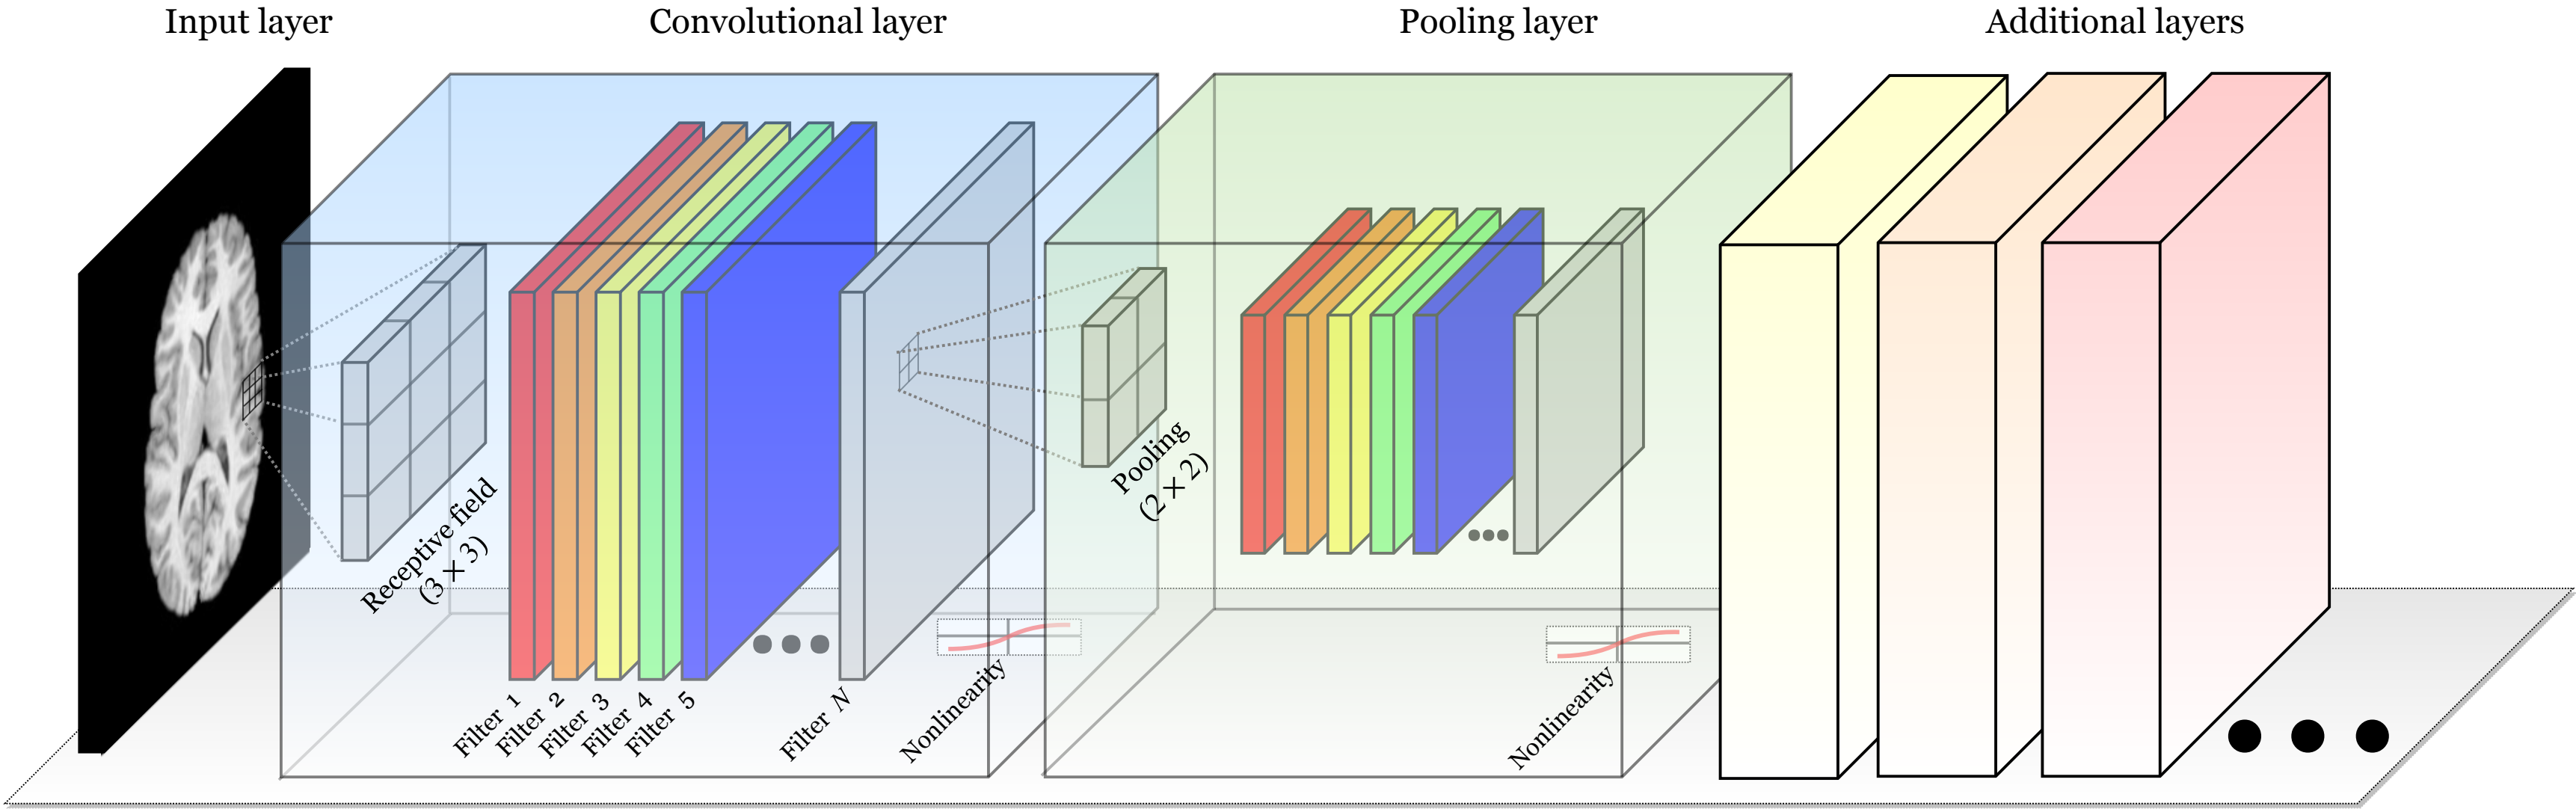 Input layer
Convolutional layer
Pooling layer
Additional layers
Receptive field
(3 × 3)
Filter 1
Filter 2
Filter 3
Filter 4
Filter 5
Filter N
Nonlinearity
Pooling
(2 × 2)
Nonlinearity